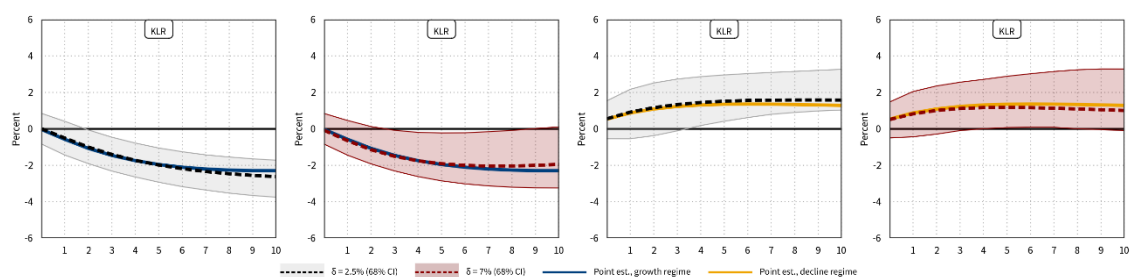 KLR KLR KLR KLR
6 6 6 6
4 4 4 4
2 2 2 2
0 0 0 0
-2 -2 -2 -2
-4 -4 -4 -4
-6 -6 -6 -6
Percent Percent Percent Percent
1 2 3 4 5 6 7 8 9 10 1 2 3 4 5 6 7 8 9 10 1 2 3 4 5 6 7 8 9 10 1 2 3 4 5 6 7 8 9 10
δ = 2.5% (68% CI) δ = 7% (68% CI) Point est., growth regime Point est., decline regime